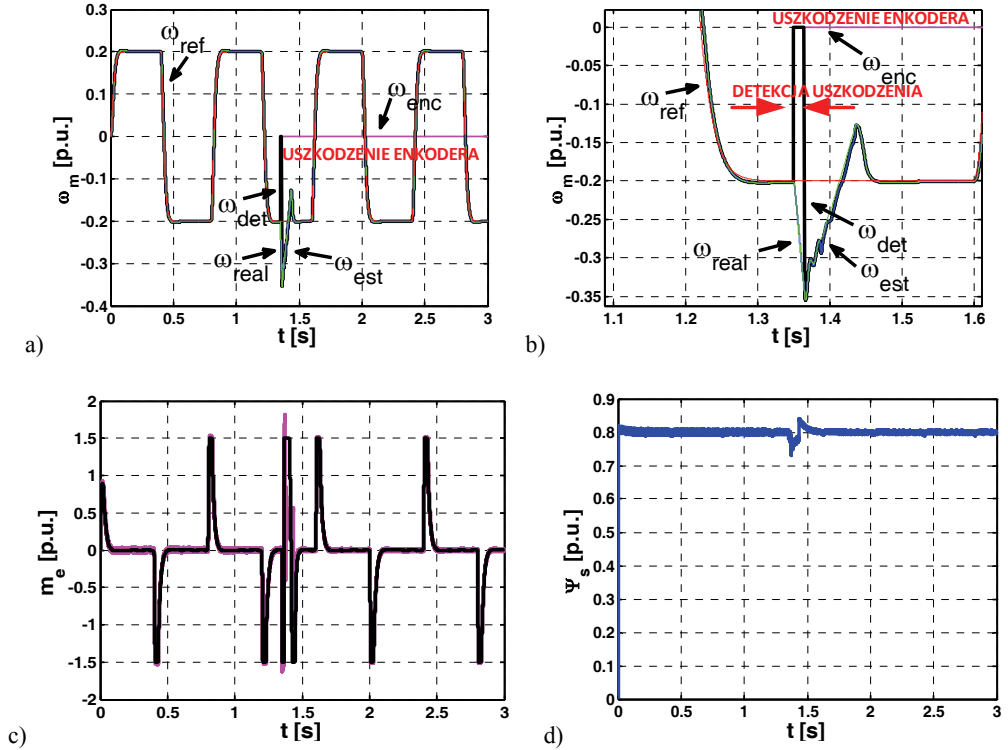 0.4
0.3
0.2
0.1
0
-0.1
-0.2
-0.3
-0.4
ω_m [p.u.]
ω_ref
ω_enc
USZKODZENIE ENKODERA
ω_det
ω_real
ω_est
0 0.5 1 1.5 2 2.5 3
t [s]
a)
USZKODZENIE ENKODERA
0
-0.05
-0.1
-0.15
-0.2
-0.25
-0.3
-0.35
ω_m [p.u.]
ω_enc
ω_ref
DETEKCJA USZKODZENIA
ω_real
ω_det
ω_est
1.1 1.2 1.3 1.4 1.5 1.6
t [s]
b)
2
1.5
1
0.5
0
-0.5
-1
-1.5
-2
m_e [p.u.]
0 0.5 1 1.5 2 2.5 3
t [s]
c)
0.9
0.8
0.7
0.6
0.5
0.4
0.3
0.2
0.1
0
Ψ_s [p.u.]
0 0.5 1 1.5 2 2.5 3
t [s]
d)